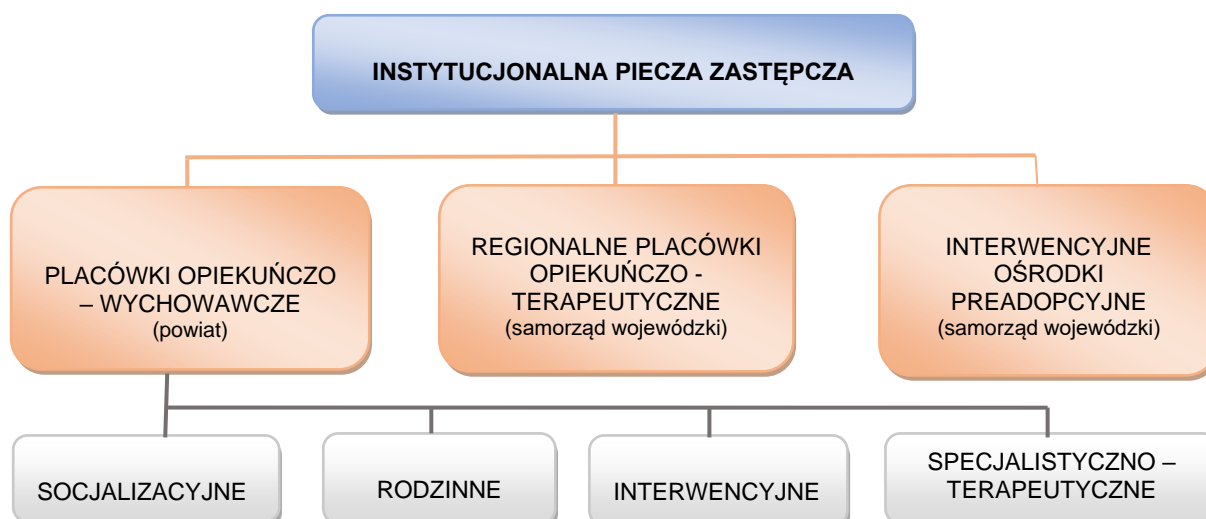 INSTYTUCJONALNA PIECZA ZASTĘPCZA
PLACÓWKI OPIEKUŃCZO
– WYCHOWAWCZE
(powiat)
REGIONALNE PLACÓWKI
OPIEKUŃCZO -
TERAPEUTYCZNE
(samorząd wojewódzki)
INTERWENCYJNE
OŚRODKI
PREADOPCYJNE
(samorząd wojewódzki)
SOCJALIZACYJNE
RODZINNE
INTERWENCYJNE
SPECJALISTYCZNO –
TERAPEUTYCZNE